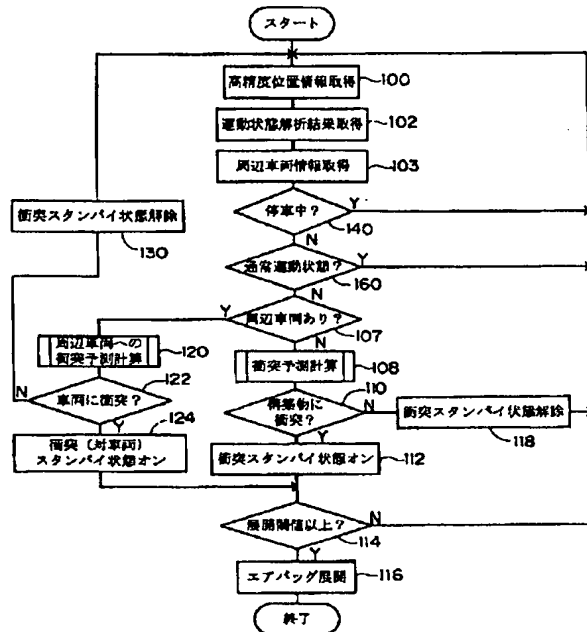 スタート
高精度位置情報取得
100
運動状態解析結果取得
102
周辺車両情報取得
103
衝突スタンバイ状態解除
130
停車中?
Y
140
N
通常運動状態?
Y
160
N
Y
周辺車両あり?
107
N
周辺車両への
衝突予測計算
120
衝突予測計算
108
122
110
N
車両に衝突?
構築物に
衝突?
N
衝突スタンバイ状態解除
118
124
Y
Y
衝突(対車両)
スタンバイ状態オン
衝突スタンバイ状態オン
112
展開閾値以上?
N
114
Y
エアバッグ展開
116
終了